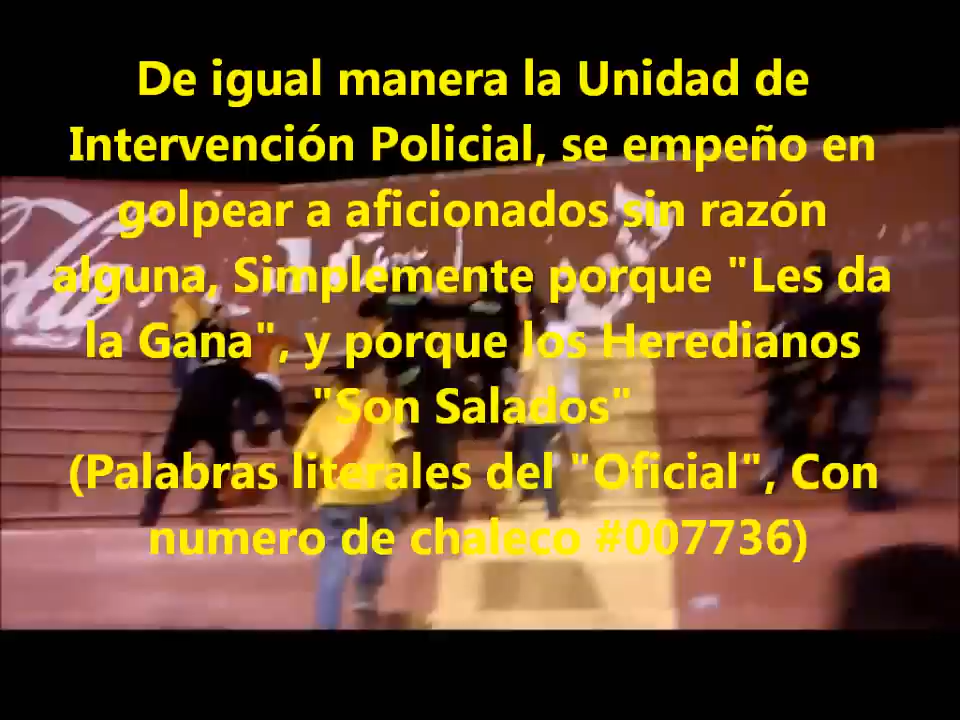 De igual manera la Unidad de
Intervención Policial, se empeño en
golpear a aficionados sin razón
alguna, Simplemente porque "Les da
la Gana", y porque los Heredianos
"Son Salados"
(Palabras literales del "Oficial", Con
numero de chaleco #007736)